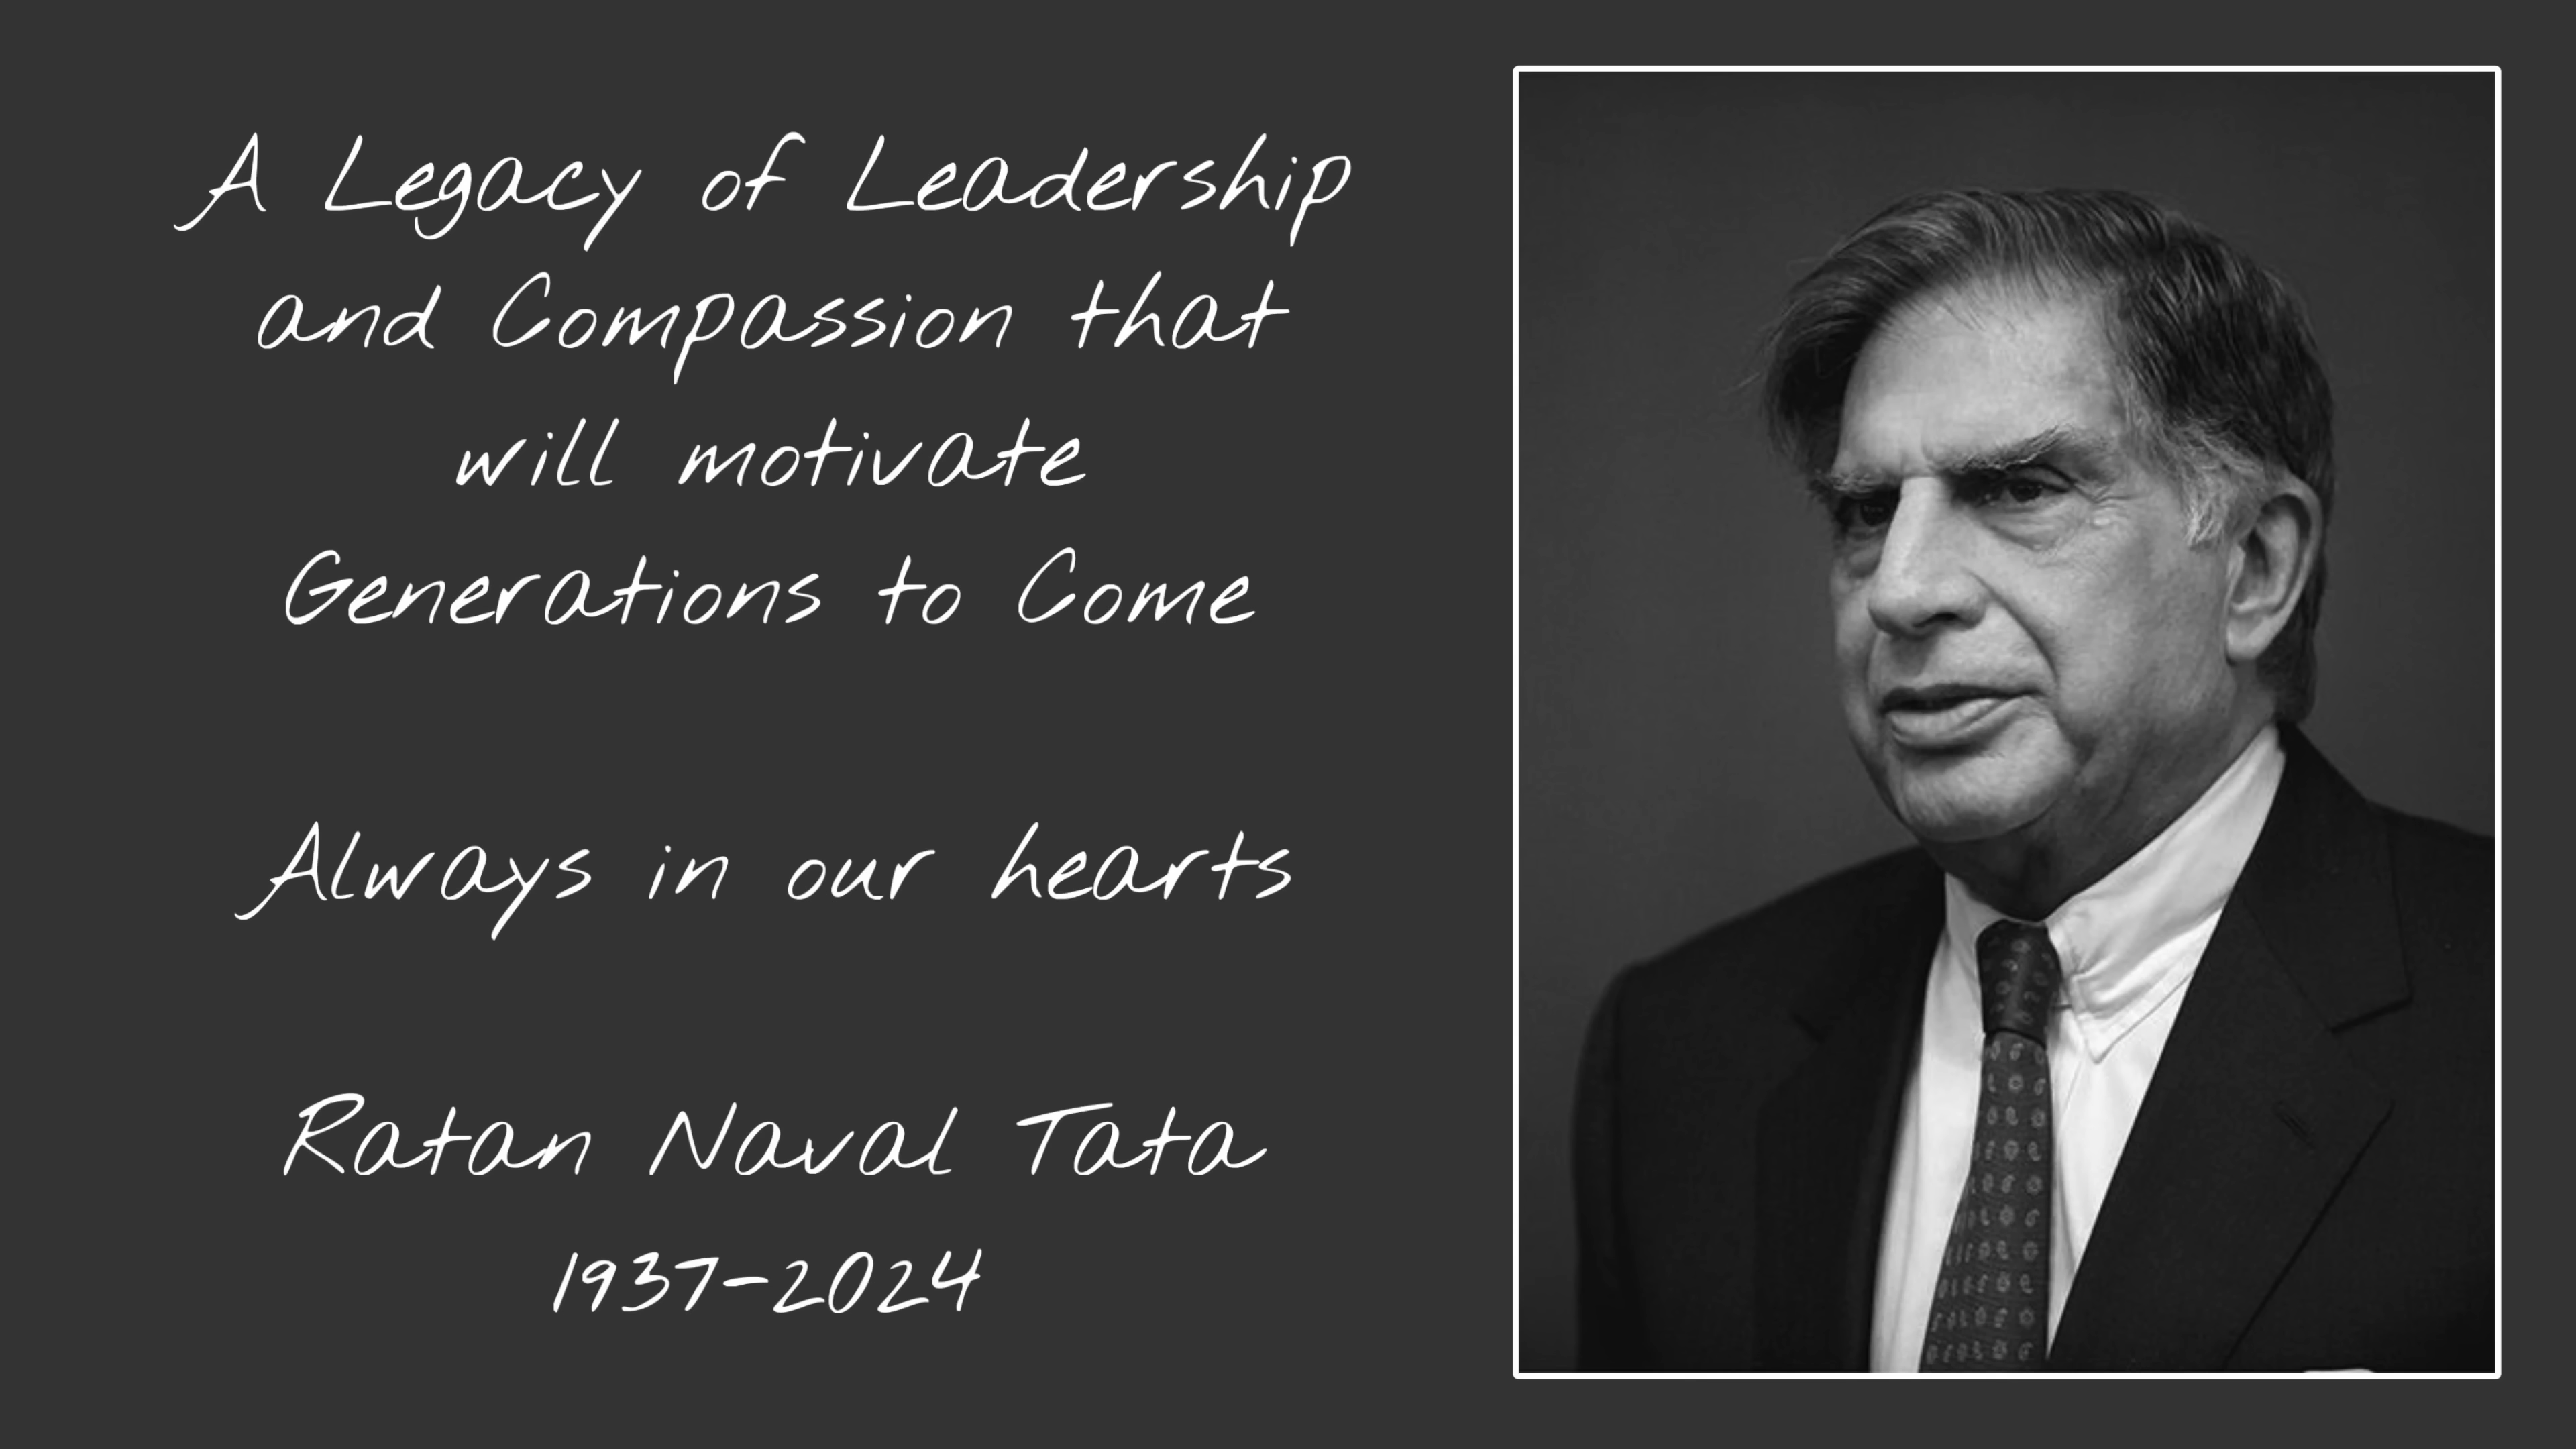 A Legacy of Leadership
and Compassion that
will motivate
Generations to Come
Always in our hearts
Ratan Naval Tata
1937-2024